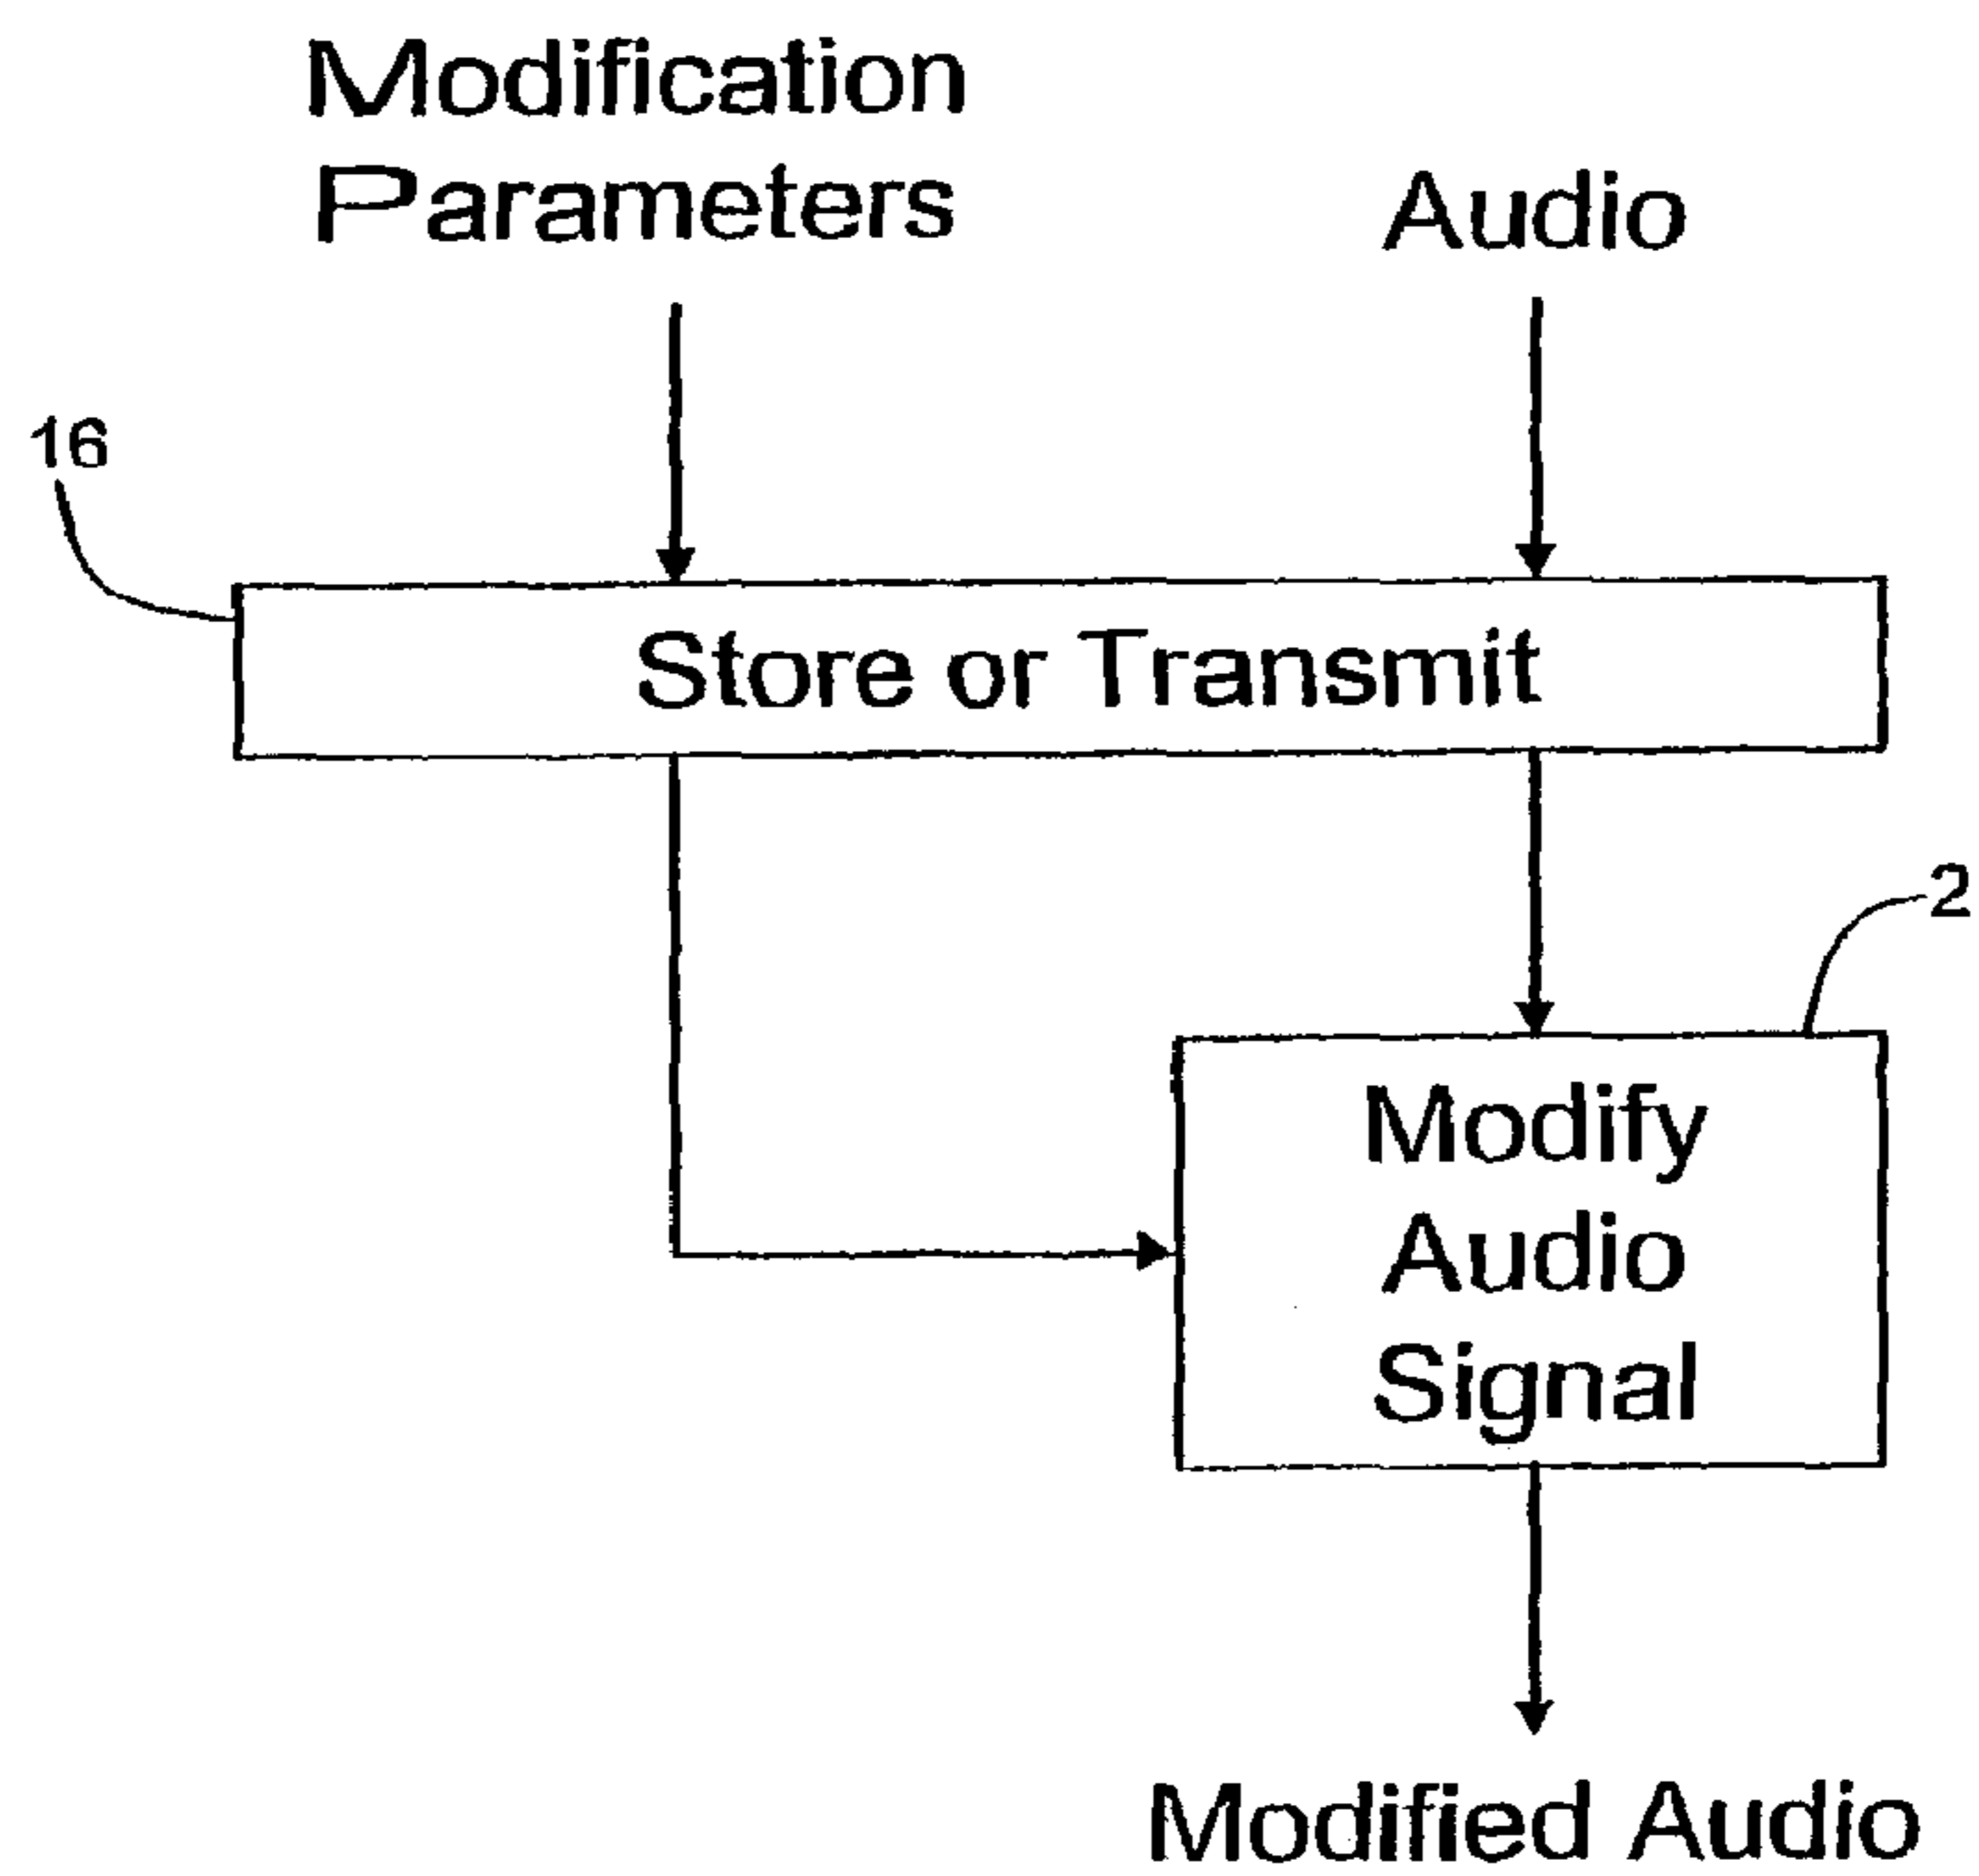 Modification
Parameters
Audio
16
Store or Transmit
2
Modify
Audio
Signal
Modified Audio